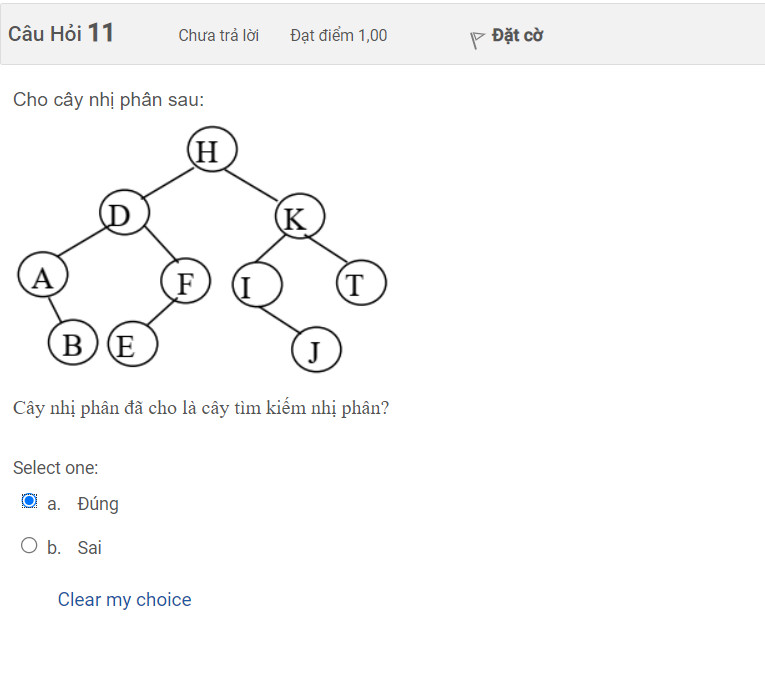 Câu Hỏi 11 Chưa trả lời Đạt điểm 1,00 Đặt cờ
Cho cây nhị phân sau:
H
D K
A F I T
B E J
Cây nhị phân đã cho là cây tìm kiếm nhị phân?
Select one:
a. Đúng
b. Sai
Clear my choice